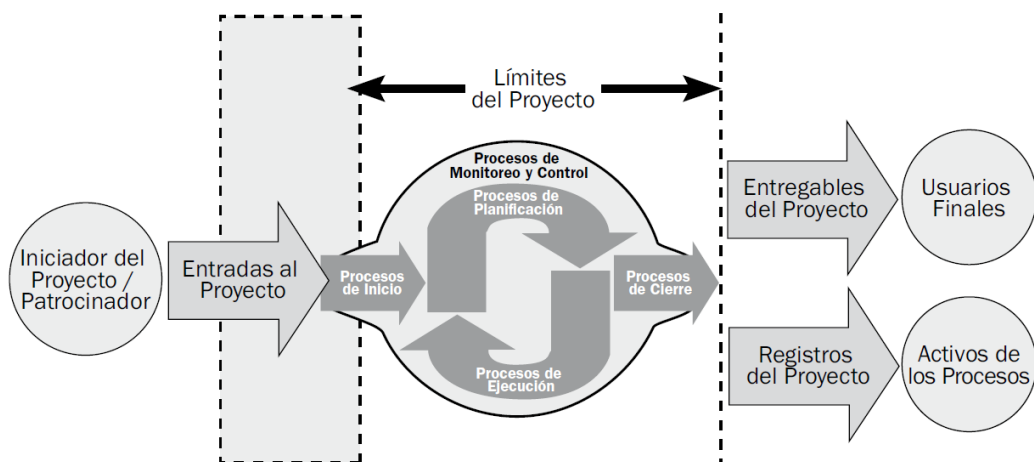 Límites
del Proyecto
Procesos de
Monitoreo y Control
Procesos de
Planificación
Iniciador del
Proyecto /
Patrocinador
Entradas al
Proyecto
Procesos
de Inicio
Procesos
de Cierre
Procesos de
Ejecución
Entregables
del Proyecto
Usuarios
Finales
Registros
del Proyecto
Activos de
los Procesos